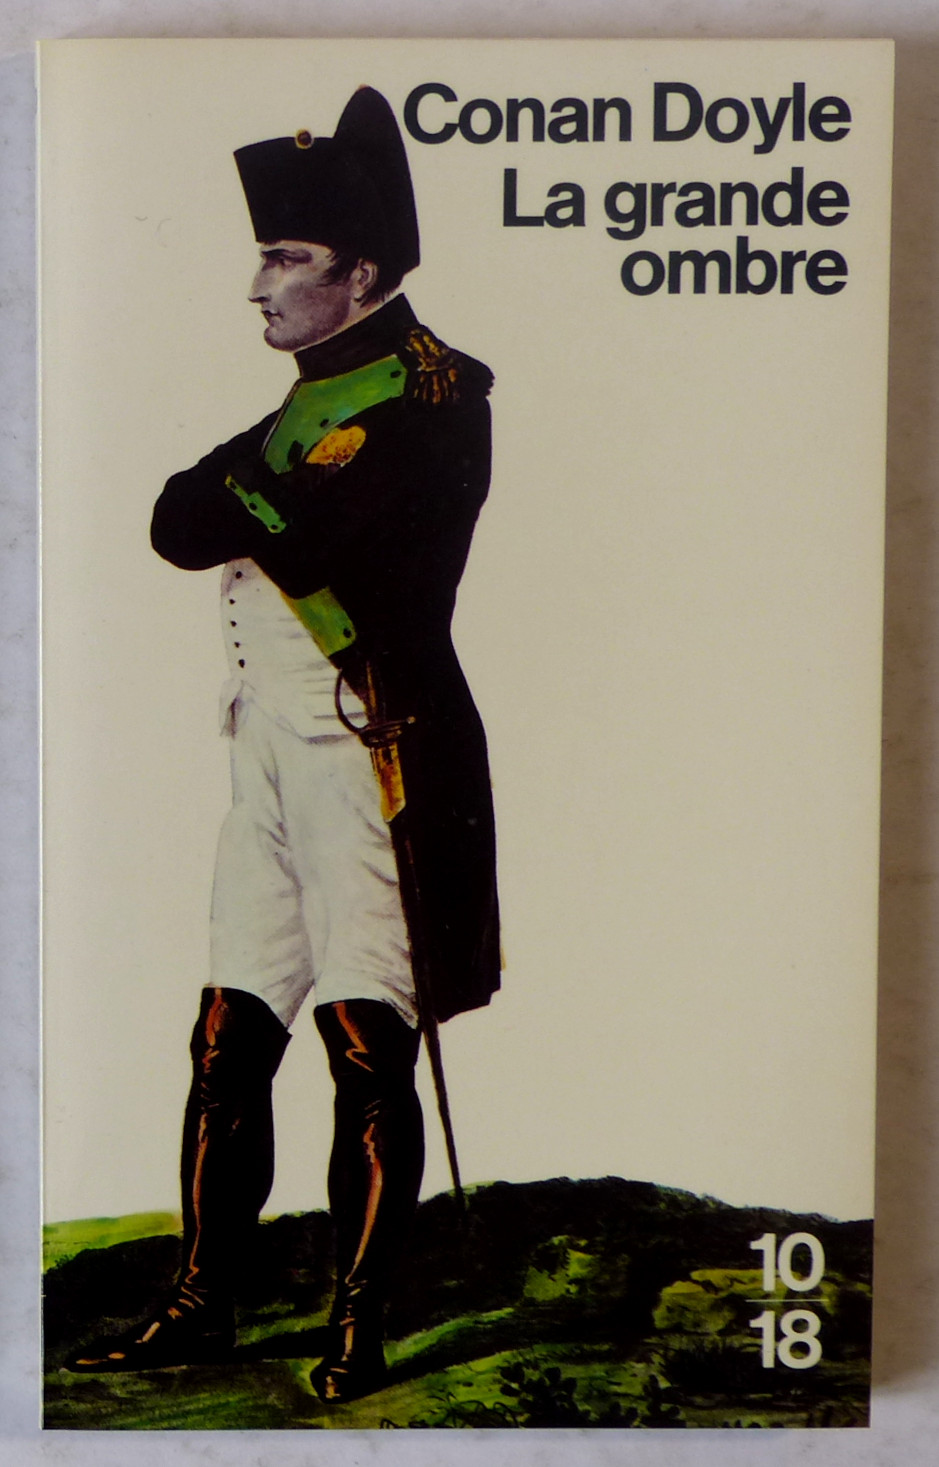 Conan Doyle
La grande
ombre
10
18